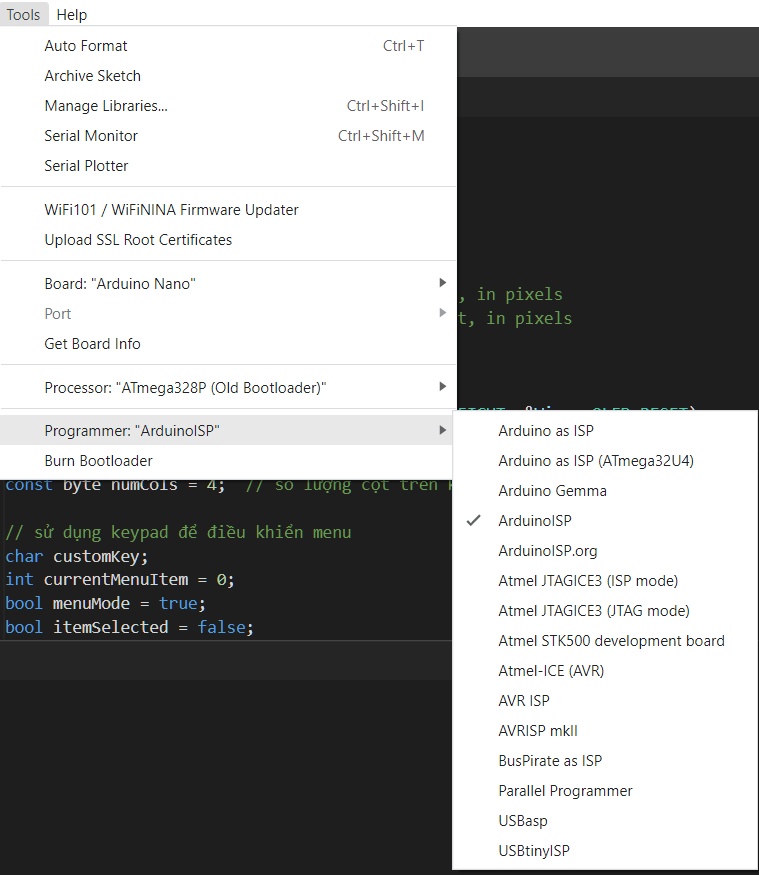 Tools Help
Auto Format Ctrl+T
Archive Sketch
Manage Libraries... Ctrl+Shift+I
Serial Monitor Ctrl+Shift+M
Serial Plotter
WiFi101 / WiFiNINA Firmware Updater
Upload SSL Root Certificates
Board: "Arduino Nano"
, in pixels
Port
t, in pixels
Get Board Info
Processor: "ATmega328P (Old Bootloader)"
Programmer: "ArduinoISP"
Burn Bootloader
Arduino as ISP
Arduino as ISP (ATmega32U4)
Arduino Gemma
ArduinoISP
ArduinoISP.org
Atmel JTAGICE3 (ISP mode)
Atmel JTAGICE3 (JTAG mode)
Atmel STK500 development board
Atmel-ICE (AVR)
AVR ISP
AVRISP mkII
BusPirate as ISP
Parallel Programmer
USBasp
USBtinyISP
const byte numCols = 4; // số lượng cột trên
// sử dụng keypad để điều khiển menu
char customKey;
int currentMenuItem = 0;
bool menuMode = true;
bool itemSelected = false;